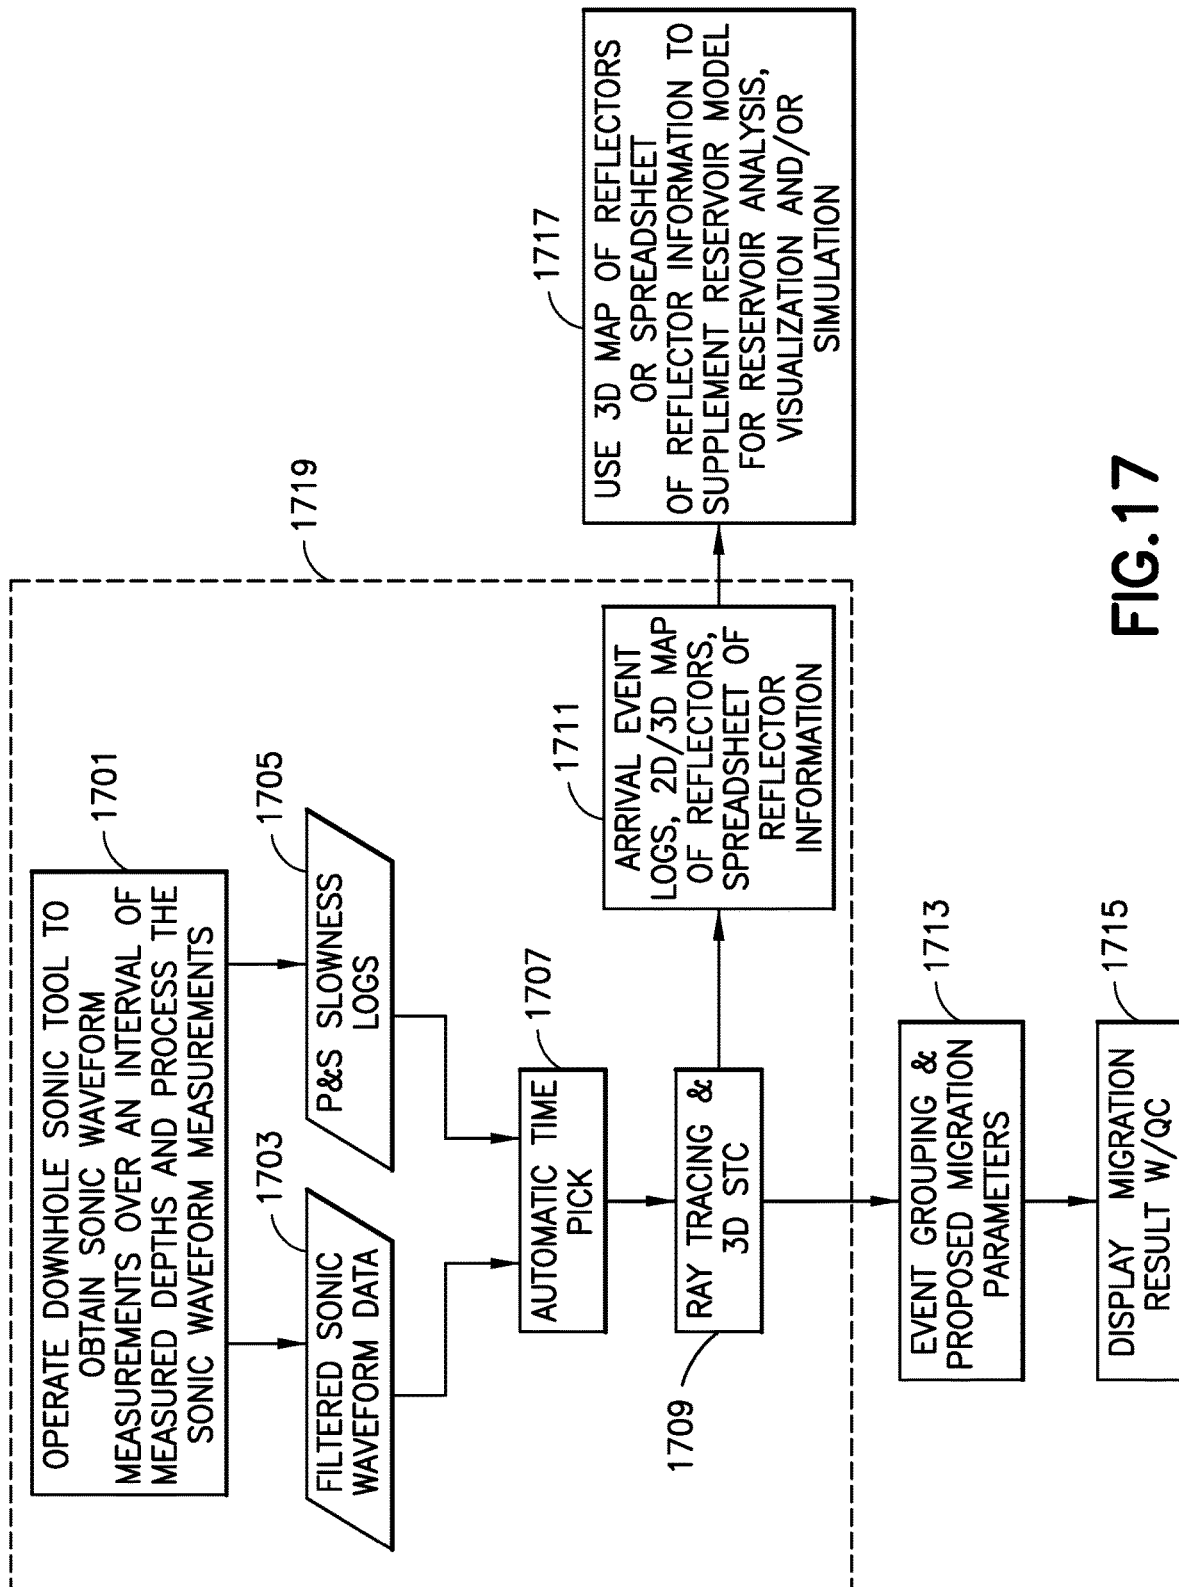 1701
OPERATE DOWNHOLE SONIC TOOL TO
OBTAIN SONIC WAVEFORM
MEASUREMENTS OVER AN INTERVAL OF
MEASURED DEPTHS AND PROCESS THE
SONIC WAVEFORM MEASUREMENTS
1719
1703
FILTERED SONIC
WAVEFORM DATA
1705
P&S SLOWNESS
LOGS
1707
AUTOMATIC TIME
PICK
1709
RAY TRACING &
3D STC
1711
ARRIVAL EVENT
LOGS, 2D/3D MAP
OF REFLECTORS,
SPREADSHEET OF
REFLECTOR
INFORMATION
1717
USE 3D MAP OF REFLECTORS
OR SPREADSHEET
OF REFLECTOR INFORMATION TO
SUPPLEMENT RESERVOIR MODEL
FOR RESERVOIR ANALYSIS,
VISUALIZATION AND/OR
SIMULATION
1713
EVENT GROUPING &
PROPOSED MIGRATION
PARAMETERS
1715
DISPLAY MIGRATION
RESULT W/QC
FIG.17